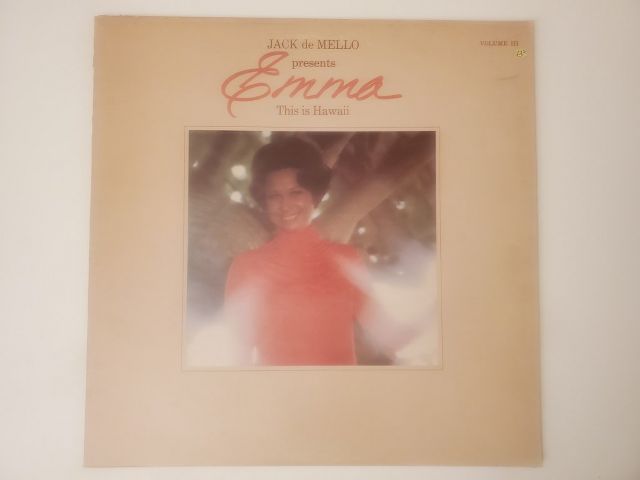 JACK de MELLO
presents
Emma
This is Hawaii
VOLUME III